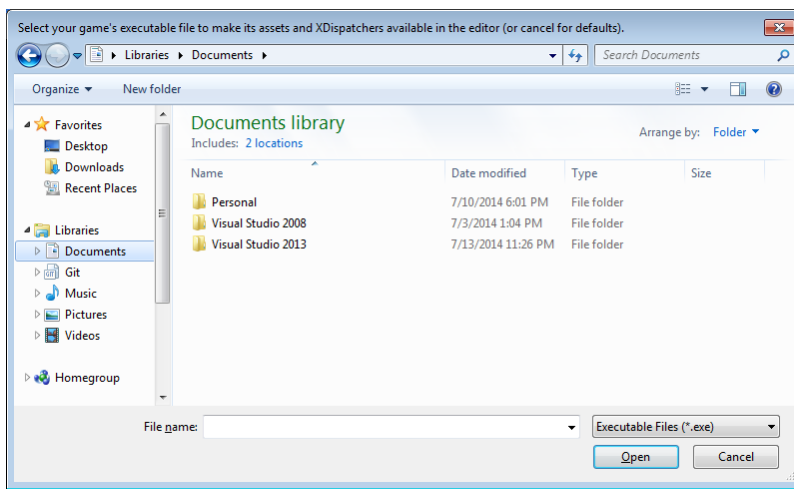 Select your game's executable file to make its assets and XDispatchers available in the editor (or cancel for defaults).
Libraries Documents
Search Documents
Organize New folder
Favorites
Desktop
Downloads
Recent Places
Libraries
Documents
Git
Music
Pictures
Videos
Homegroup
Documents library
Includes: 2 locations
Arrange by: Folder
Name Date modified Type Size
Personal 7/10/2014 6:01 PM File folder
Visual Studio 2008 7/3/2014 1:04 PM File folder
Visual Studio 2013 7/13/2014 11:26 PM File folder
File name:
Executable Files (*.exe)
Open Cancel